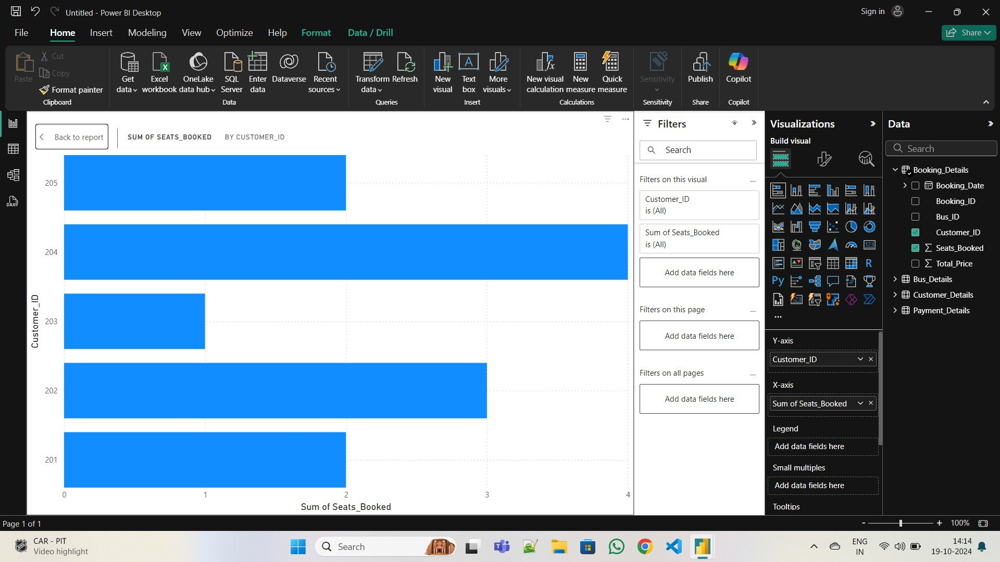 Untitled - Power BI Desktop
Sign in
File
Home
Insert
Modeling
View
Optimize
Help
Format
Data / Drill
Share
Paste
Cut
Copy
Format painter
Clipboard
Get data
Excel workbook
OneLake data hub
SQL Server
Enter data
Dataverse
Recent sources
Data
Transform data
Refresh
Queries
New visual
Text box
More visuals
Insert
New visual calculation
New measure
Quick measure
Calculations
Sensitivity
Sensitivity
Publish
Share
Copilot
Copilot
Back to report
SUM OF SEATS_BOOKED
BY CUSTOMER_ID
Customer_ID
205
204
203
202
201
0
1
2
3
4
Sum of Seats_Booked
Filters
Search
Filters on this visual
Customer_ID
is (All)
Sum of Seats_Booked
is (All)
Add data fields here
Filters on this page
Add data fields here
Filters on all pages
Add data fields here
Visualizations
Build visual
123
R
Py
123
Y-axis
Customer_ID
X-axis
Sum of Seats_Booked
Legend
Add data fields here
Small multiples
Add data fields here
Tooltips
Data
Search
Booking_Details
Booking_Date
Booking_ID
Bus_ID
Customer_ID
Seats_Booked
Total_Price
Bus_Details
Customer_Details
Payment_Details
DAX
Page 1 of 1
- + 100%
CAR - PIT
Video highlight
Search
ENG
IN
14:14
19-10-2024